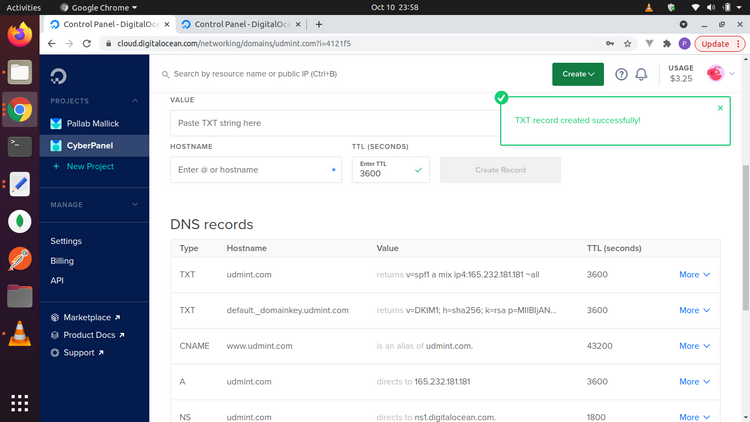 Activities
Google Chrome
Oct 10 23:58
Control Panel - DigitalOce
Control Panel - DigitalOce
cloud.digitalocean.com/networking/domains/udmint.com?i=4121f5
P
Update
Search by resource name or public IP (Ctrl+B)
Create
?
USAGE
$3.25
PROJECTS
Pallab Mallick
CyberPanel
+ New Project
MANAGE
Settings
Billing
API
Marketplace
Product Docs
Support
VALUE
Paste TXT string here
TXT record created successfully!
HOSTNAME
TTL (SECONDS)
Enter @ or hostname
*
Enter TTL
3600
Create Record
DNS records
Type Hostname Value TTL (seconds)
TXT udmint.com returns v=spf1 a mix ip4:165.232.181.181 ~all 3600 More
TXT default._domainkey.udmint.com returns v=DKIM1; h=sha256; k=rsa p=MIIBIjAN... 3600 More
CNAME www.udmint.com is an alias of udmint.com. 43200 More
A udmint.com directs to 165.232.181.181 3600 More
NS udmint.com directs to ns1.digitalocean.com. 1800 More